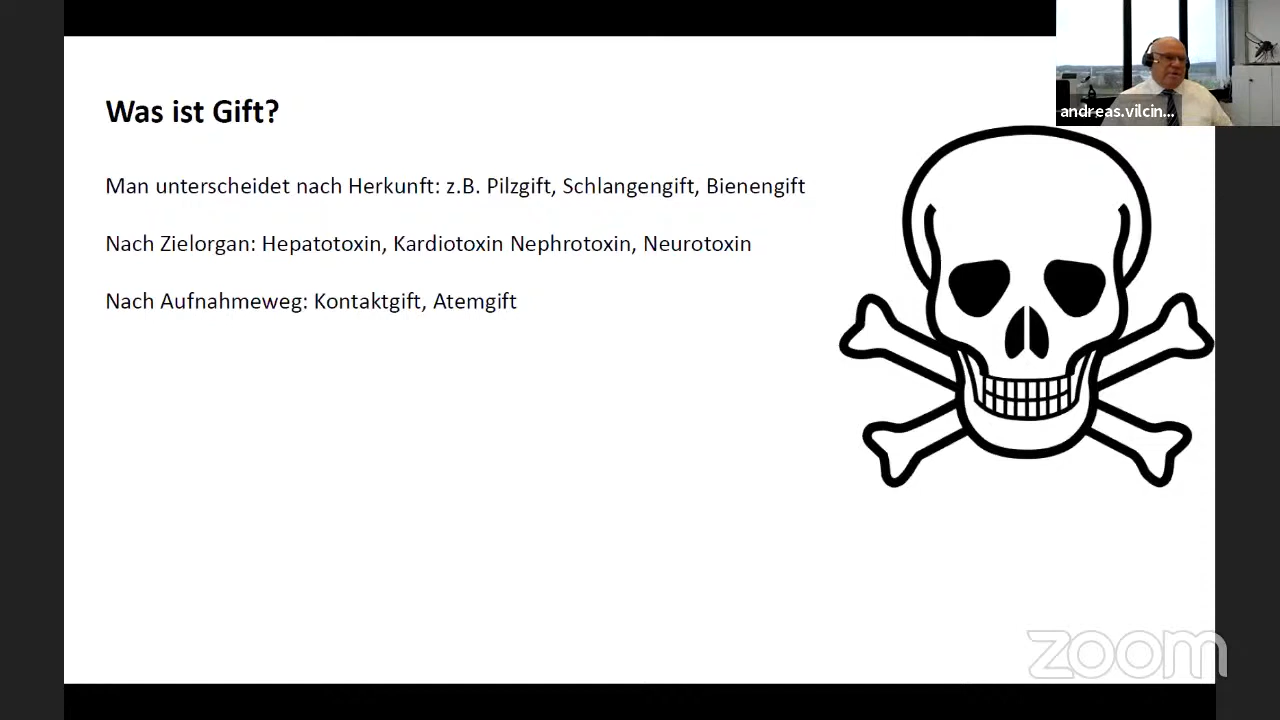 andreas.vilcin...
Was ist Gift?
Man unterscheidet nach Herkunft: z.B. Pilzgift, Schlangengift, Bienengift
Nach Zielorgan: Hepatotoxin, Kardiotoxin Nephrotoxin, Neurotoxin
Nach Aufnahmeweg: Kontaktgift, Atemgift
zoom